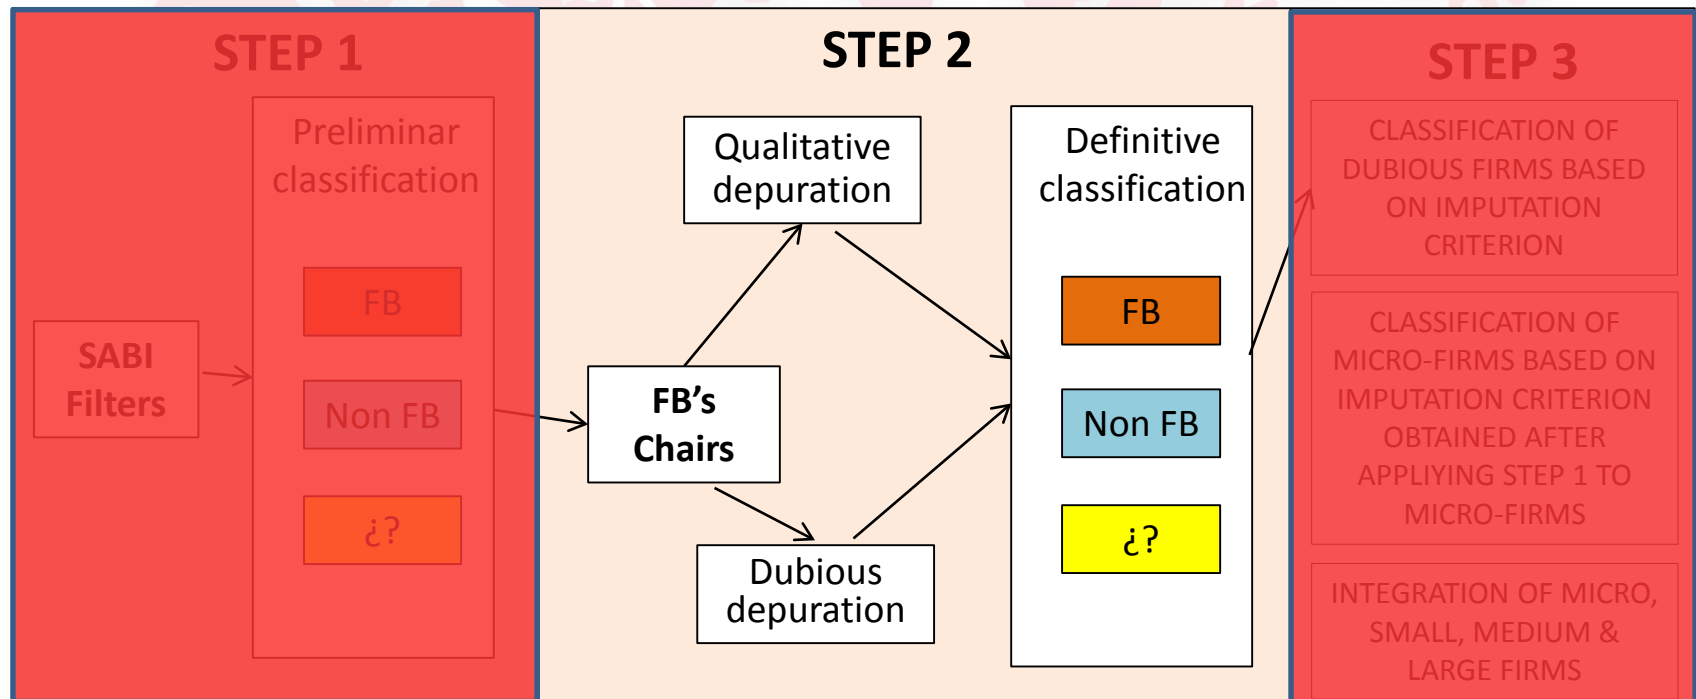 STEP 1
Preliminar
classification
FB
Non FB
¿?
SABI
Filters
STEP 2
Qualitative
depuration
FB's
Chairs
Dubious
depuration
Definitive
classification
FB
Non FB
¿?
STEP 3
CLASSIFICATION OF
DUBIOUS FIRMS BASED
ON IMPUTATION
CRITERION
CLASSIFICATION OF
MICRO-FIRMS BASED ON
IMPUTATION CRITERION
OBTAINED AFTER
APPLYING STEP 1 TO
MICRO-FIRMS
INTEGRATION OF MICRO,
SMALL, MEDIUM &
LARGE FIRMS